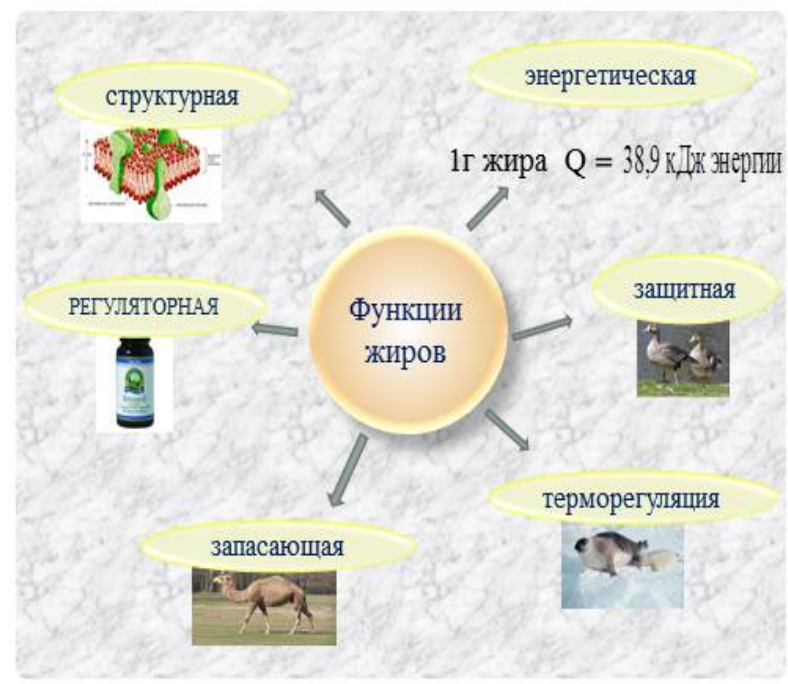 энергетическая
структурная
1г жира Q = 38,9 кДж энергии
защитная
РЕГУЛЯТОРНАЯ
Функции
жиров
терморегуляция
запасающая